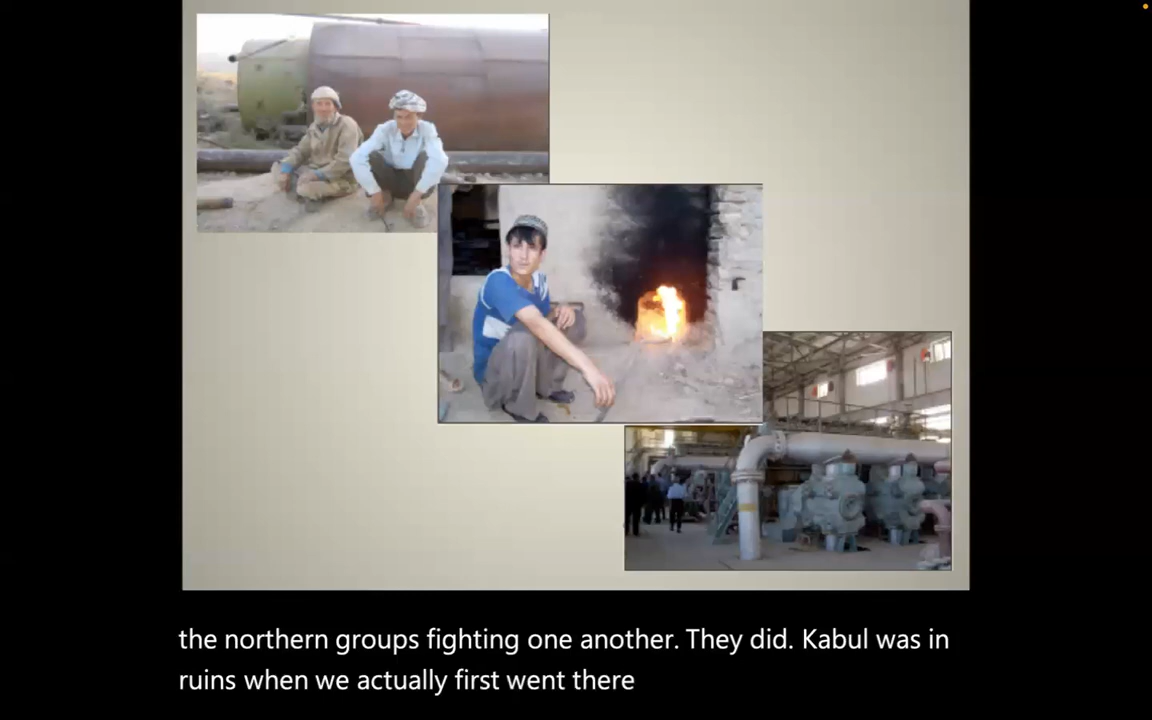 the northern groups fighting one another. They did. Kabul was in
ruins when we actually first went there